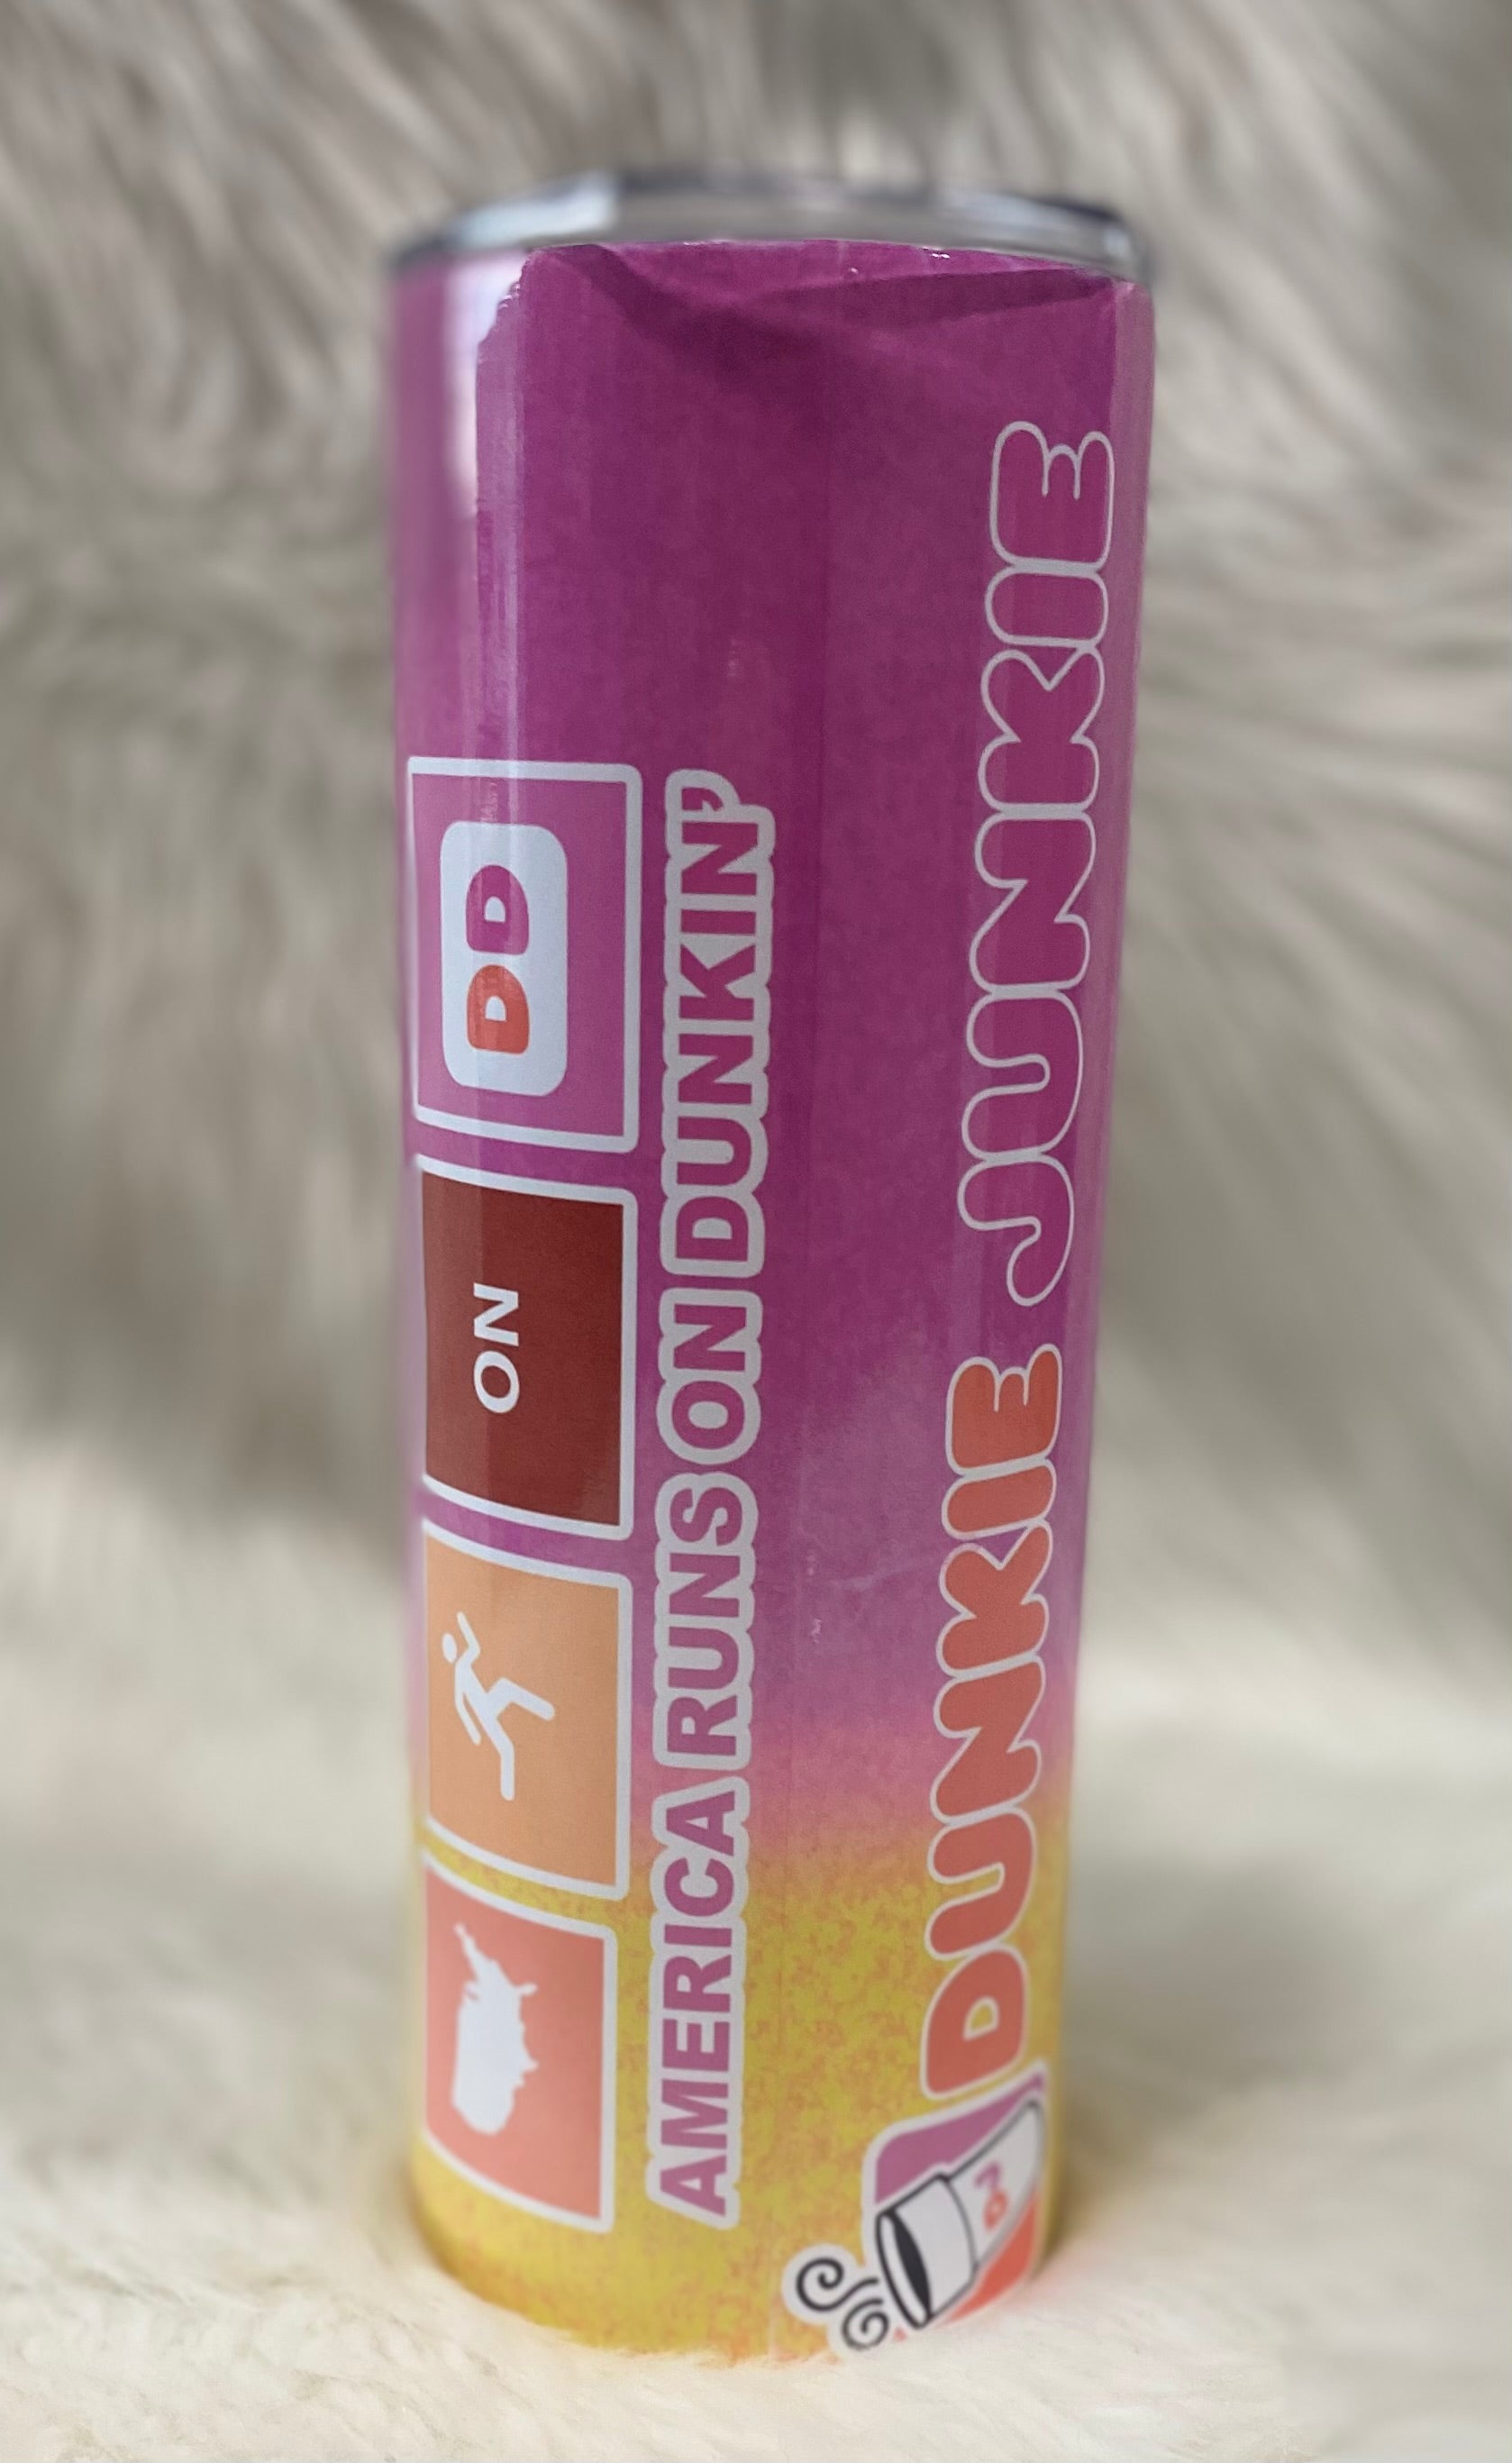 DD
ON
AMERICA RUNS ON DUNKIN'
DUNKIE JUNKIE